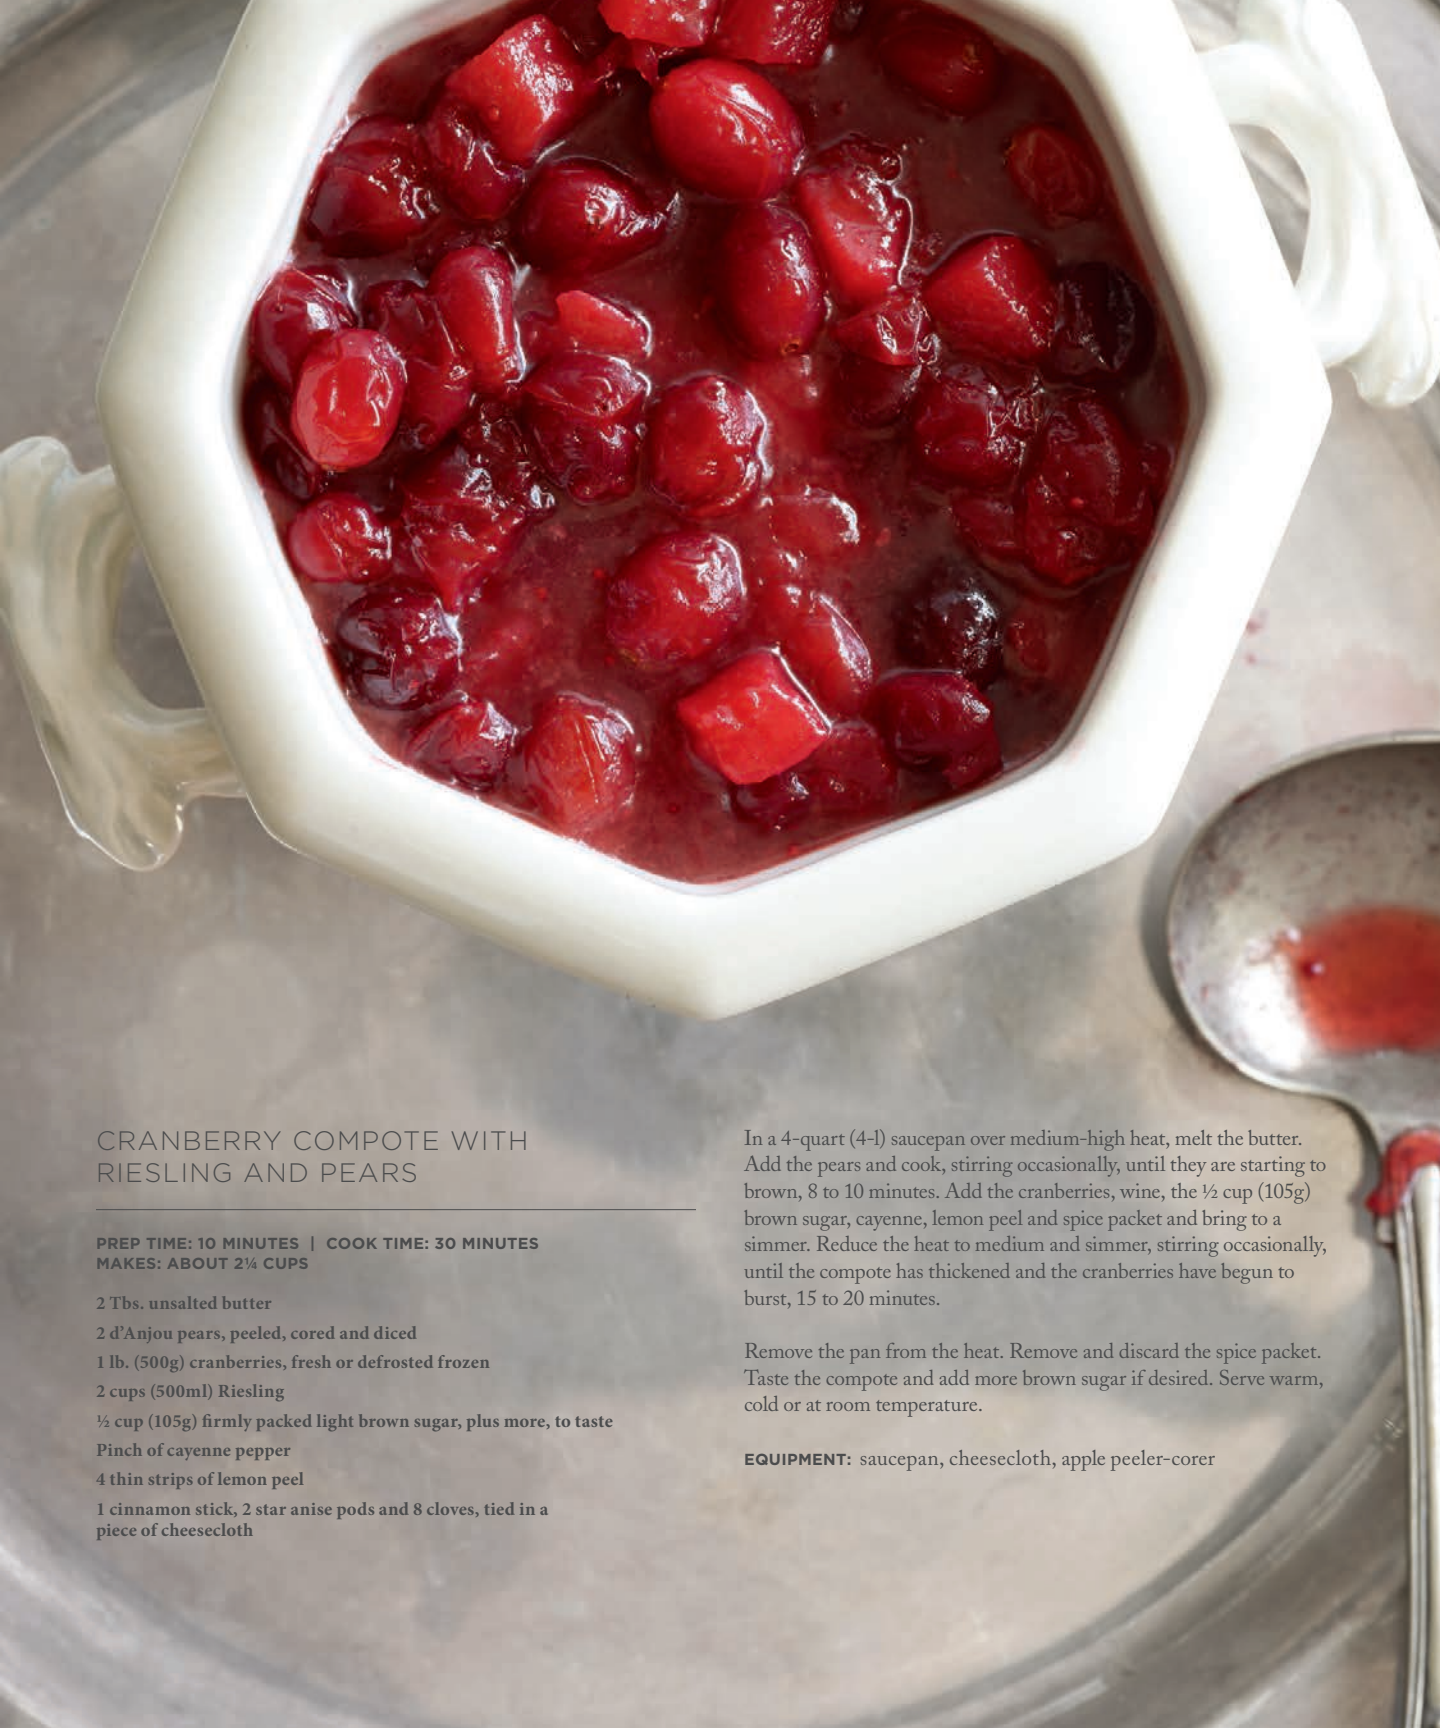 CRANBERRY COMPOTE WITH
RIESLING AND PEARS
PREP TIME: 10 MINUTES | COOK TIME: 30 MINUTES
MAKES: ABOUT 2¼ CUPS
2 Tbs. unsalted butter
2 d’Anjou pears, peeled, cored and diced
1 lb. (500g) cranberries, fresh or defrosted frozen
2 cups (500ml) Riesling
½ cup (105g) firmly packed light brown sugar, plus more, to taste
Pinch of cayenne pepper
4 thin strips of lemon peel
1 cinnamon stick, 2 star anise pods and 8 cloves, tied in a
piece of cheesecloth
In a 4-quart (4-l) saucepan over medium-high heat, melt the butter.
Add the pears and cook, stirring occasionally, until they are starting to
brown, 8 to 10 minutes. Add the cranberries, wine, the ½ cup (105g)
brown sugar, cayenne, lemon peel and spice packet and bring to a
simmer. Reduce the heat to medium and simmer, stirring occasionally,
until the compote has thickened and the cranberries have begun to
burst, 15 to 20 minutes.
Remove the pan from the heat. Remove and discard the spice packet.
Taste the compote and add more brown sugar if desired. Serve warm,
cold or at room temperature.
EQUIPMENT: saucepan, cheesecloth, apple peeler-corer